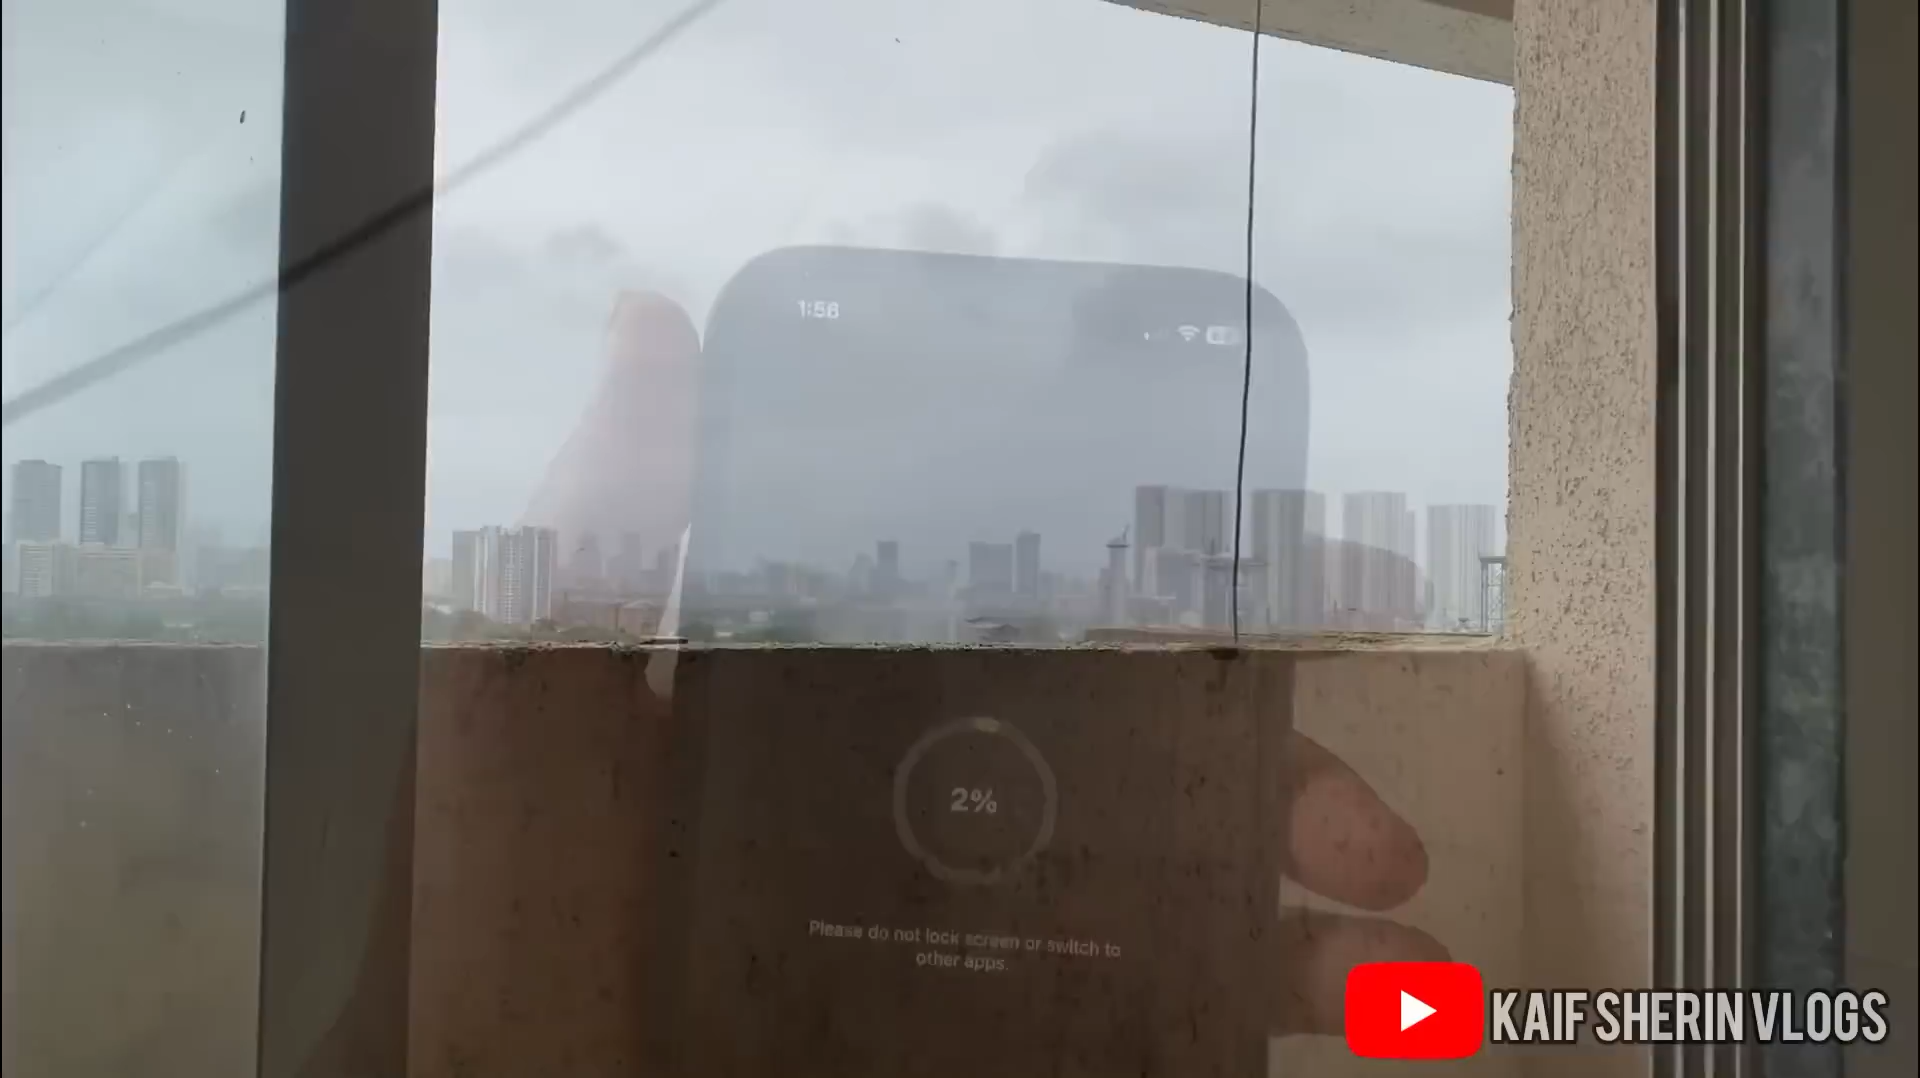 1:56
2%
Please do not lock screen or switch to
other apps.
KAIF SHERIN VLOGS